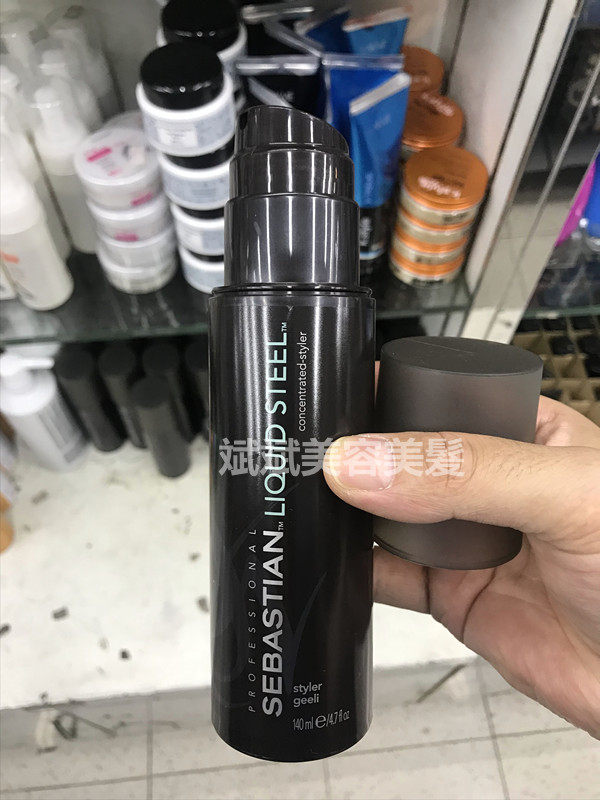 PROFESSIONAL
SEBASTIAN™ LIQUID STEEL™
concentrated-styler
styler
geeli
140 ml ℮/4.7 fl oz
斌斌美容美髮